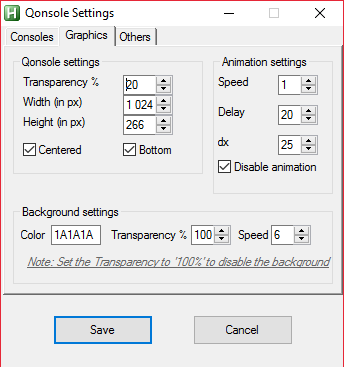 Qonsole Settings
Consoles Graphics Others
Qonsole settings
Transparency % 20
Width (in px) 1 024
Height (in px) 266
Centered Bottom
Animation settings
Speed 1
Delay 20
dx 25
Disable animation
Background settings
Color 1A1A1A Transparency % 100 Speed 6
Note: Set the Transparency to '100%' to disable the background
Save Cancel